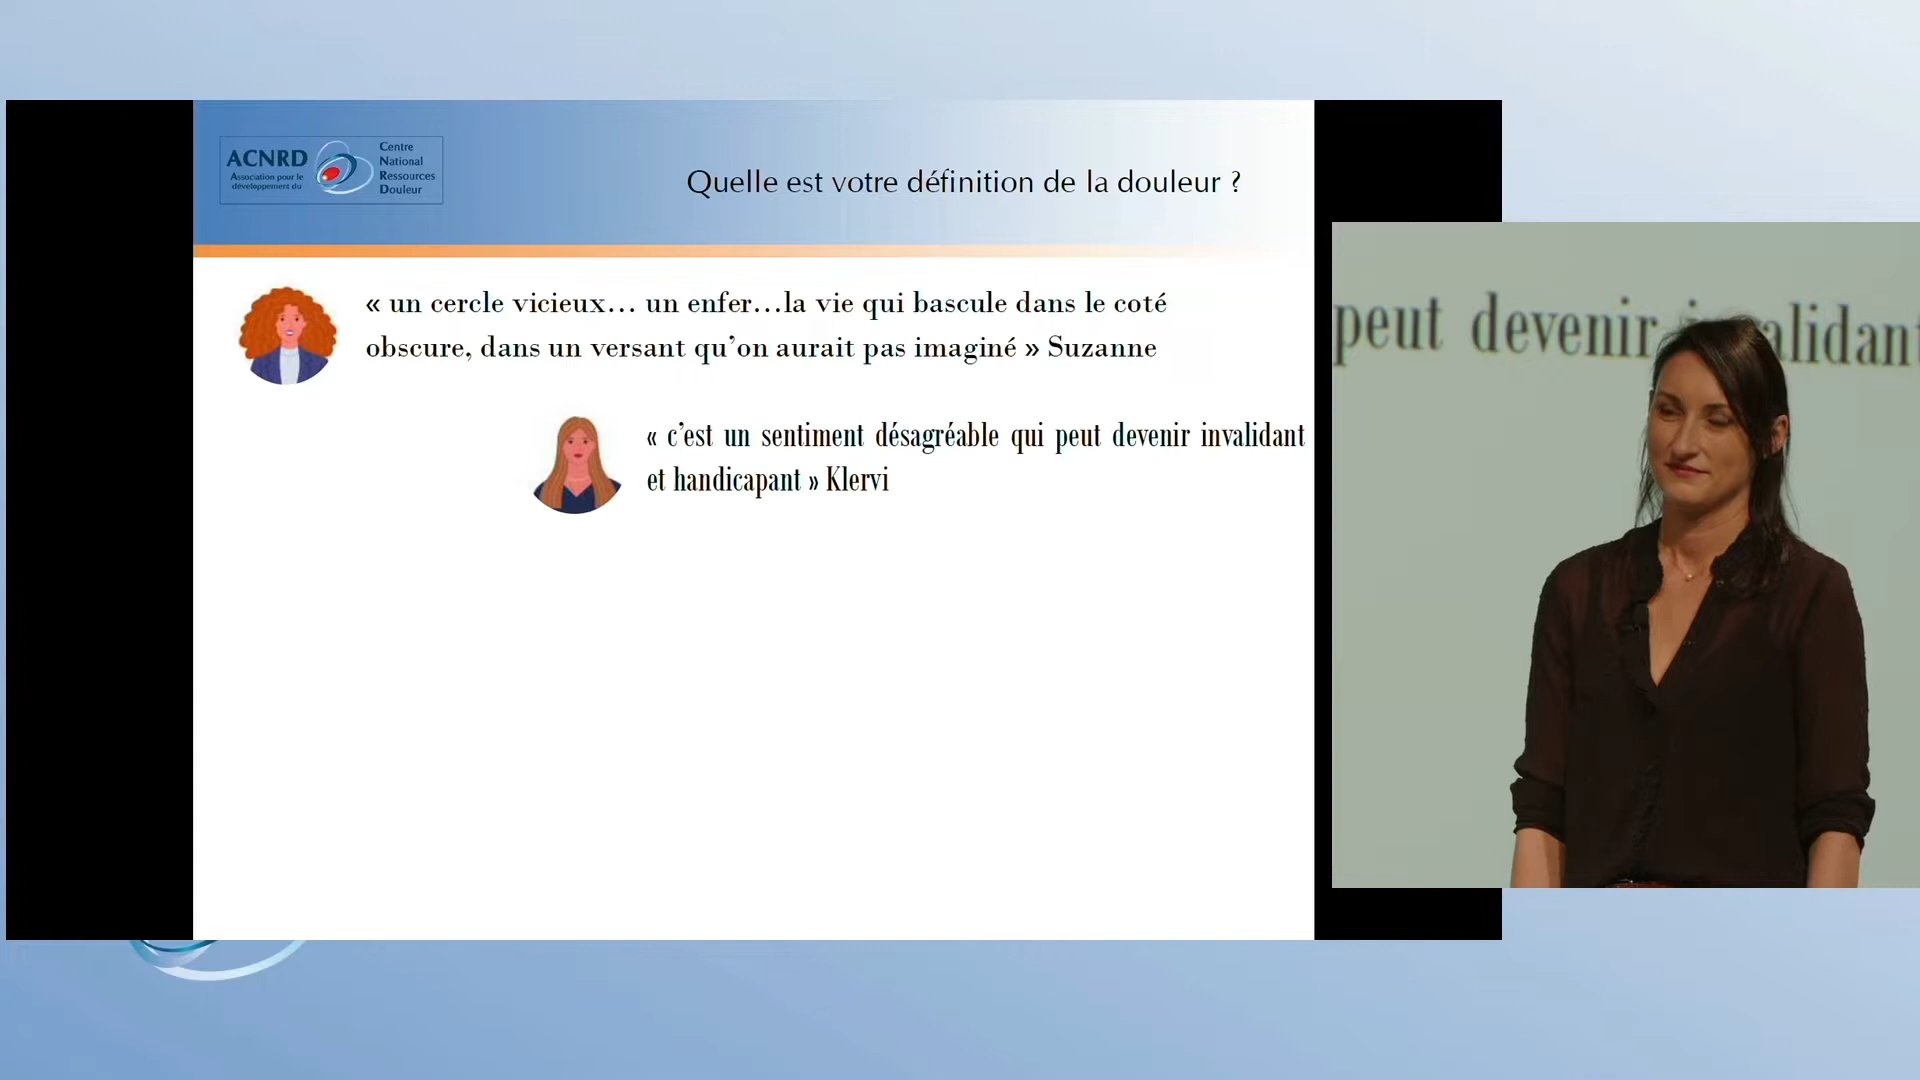 ACNRD
Association pour le
développement du
Centre
National
Ressources
Douleur
Quelle est votre définition de la douleur ?
« un cercle vicieux… un enfer…la vie qui bascule dans le coté
obscure, dans un versant qu’on aurait pas imaginé » Suzanne
« c’est un sentiment désagréable qui peut devenir invalidant
et handicapant » Klervi
peut devenir invalidant